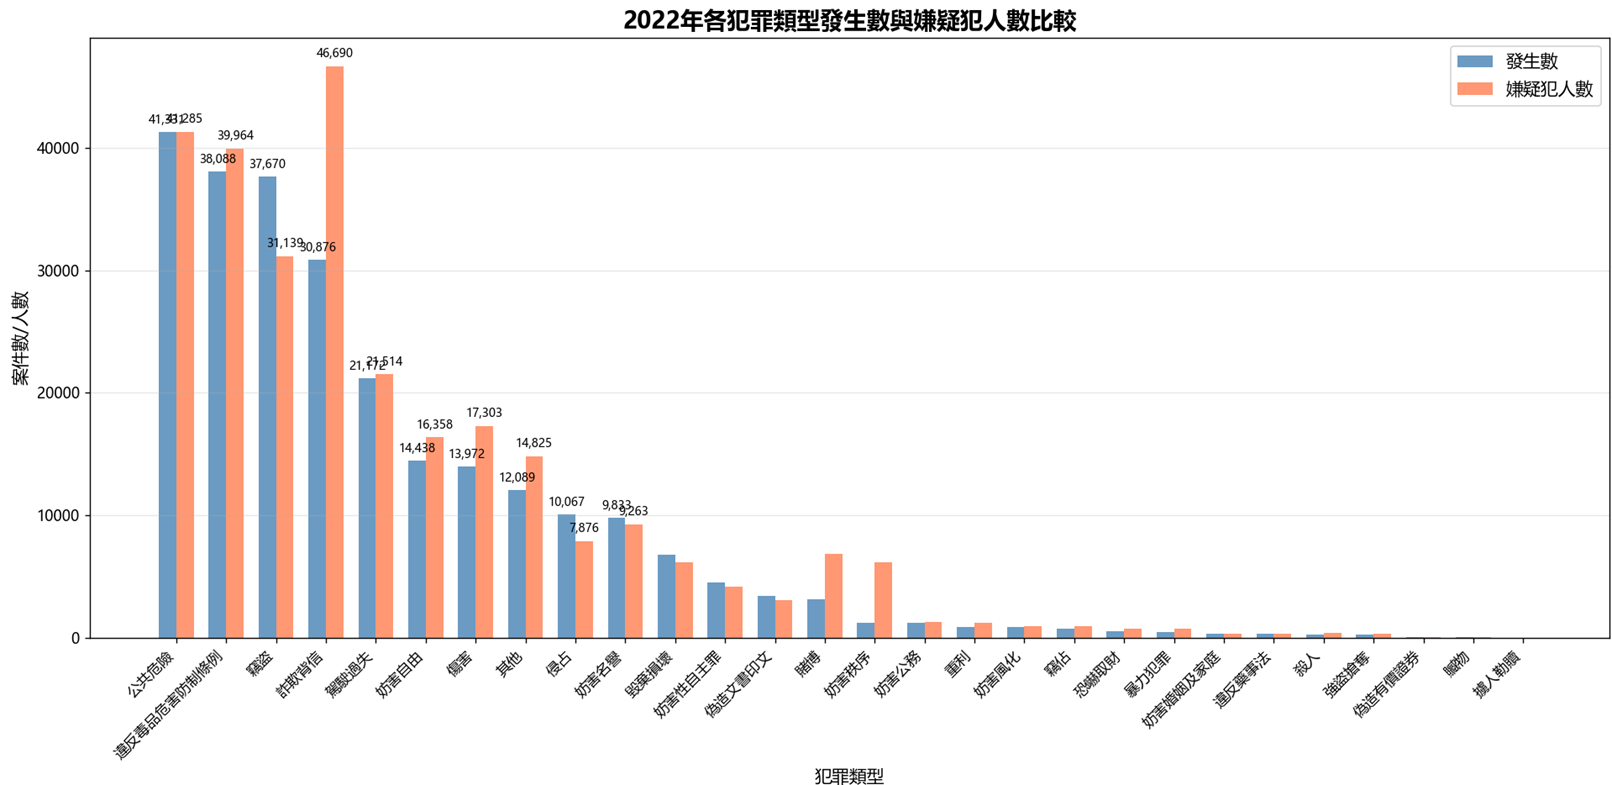 2022年各犯罪類型發生數與嫌疑犯人數比較
發生數
嫌疑犯人數
案件數/人數
40000
30000
20000
10000
0
41,331
41,285
38,088
39,964
37,670
31,139
30,876
46,690
21,172
21,514
14,438
16,358
13,972
17,303
12,089
14,825
10,067
7,876
9,833
9,263
公共危險
違反毒品危害防制條例
竊盜
詐欺背信
駕駛過失
妨害自由
傷害
其他
侵占
妨害名譽
毀棄損壞
妨害性自主罪
偽造文書印文
賭博
妨害秩序
妨害公務
重利
妨害風化
竊佔
恐嚇取財
暴力犯罪
妨害婚姻及家庭
違反藥事法
殺人
強盜搶奪
偽造有價證券
贓物
擄人勒贖
犯罪類型